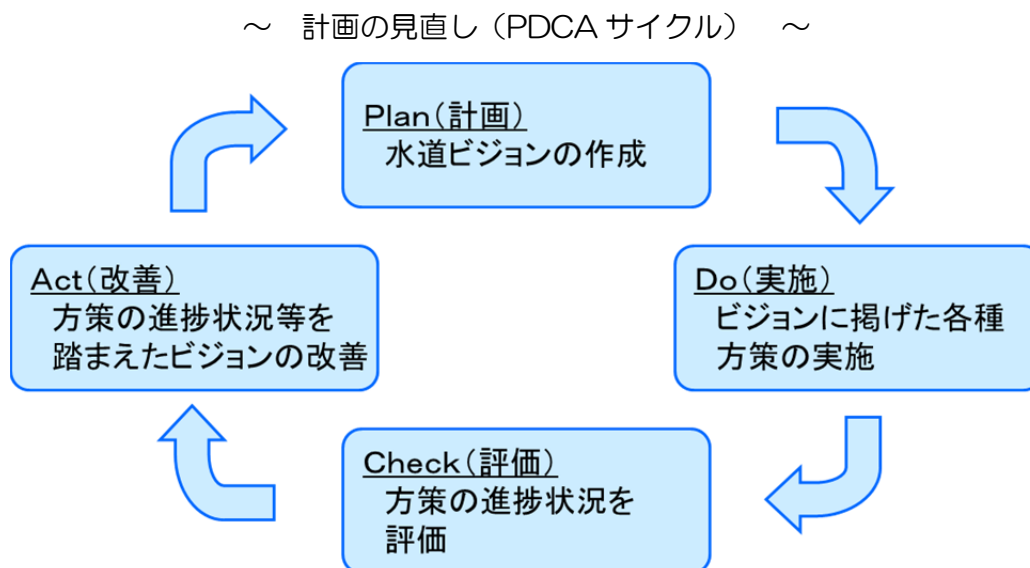 ～　計画の見直し（PDCA サイクル）　～
Plan（計画）
水道ビジョンの作成
Do（実施）
ビジョンに掲げた各種
方策の実施
Check（評価）
方策の進捗状況を
評価
Act（改善）
方策の進捗状況等を
踏まえたビジョンの改善